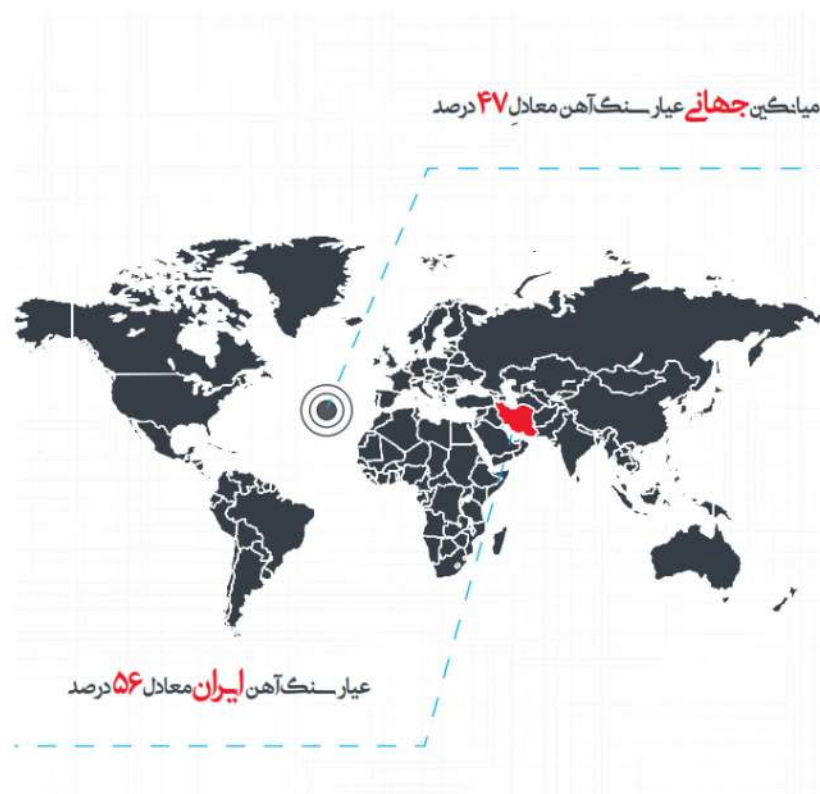 میانگین جهانی عیار سنگ‌آهن معادلِ ۴۷ درصد
عیار سنگ‌آهن ایران معادل ۵۶ درصد